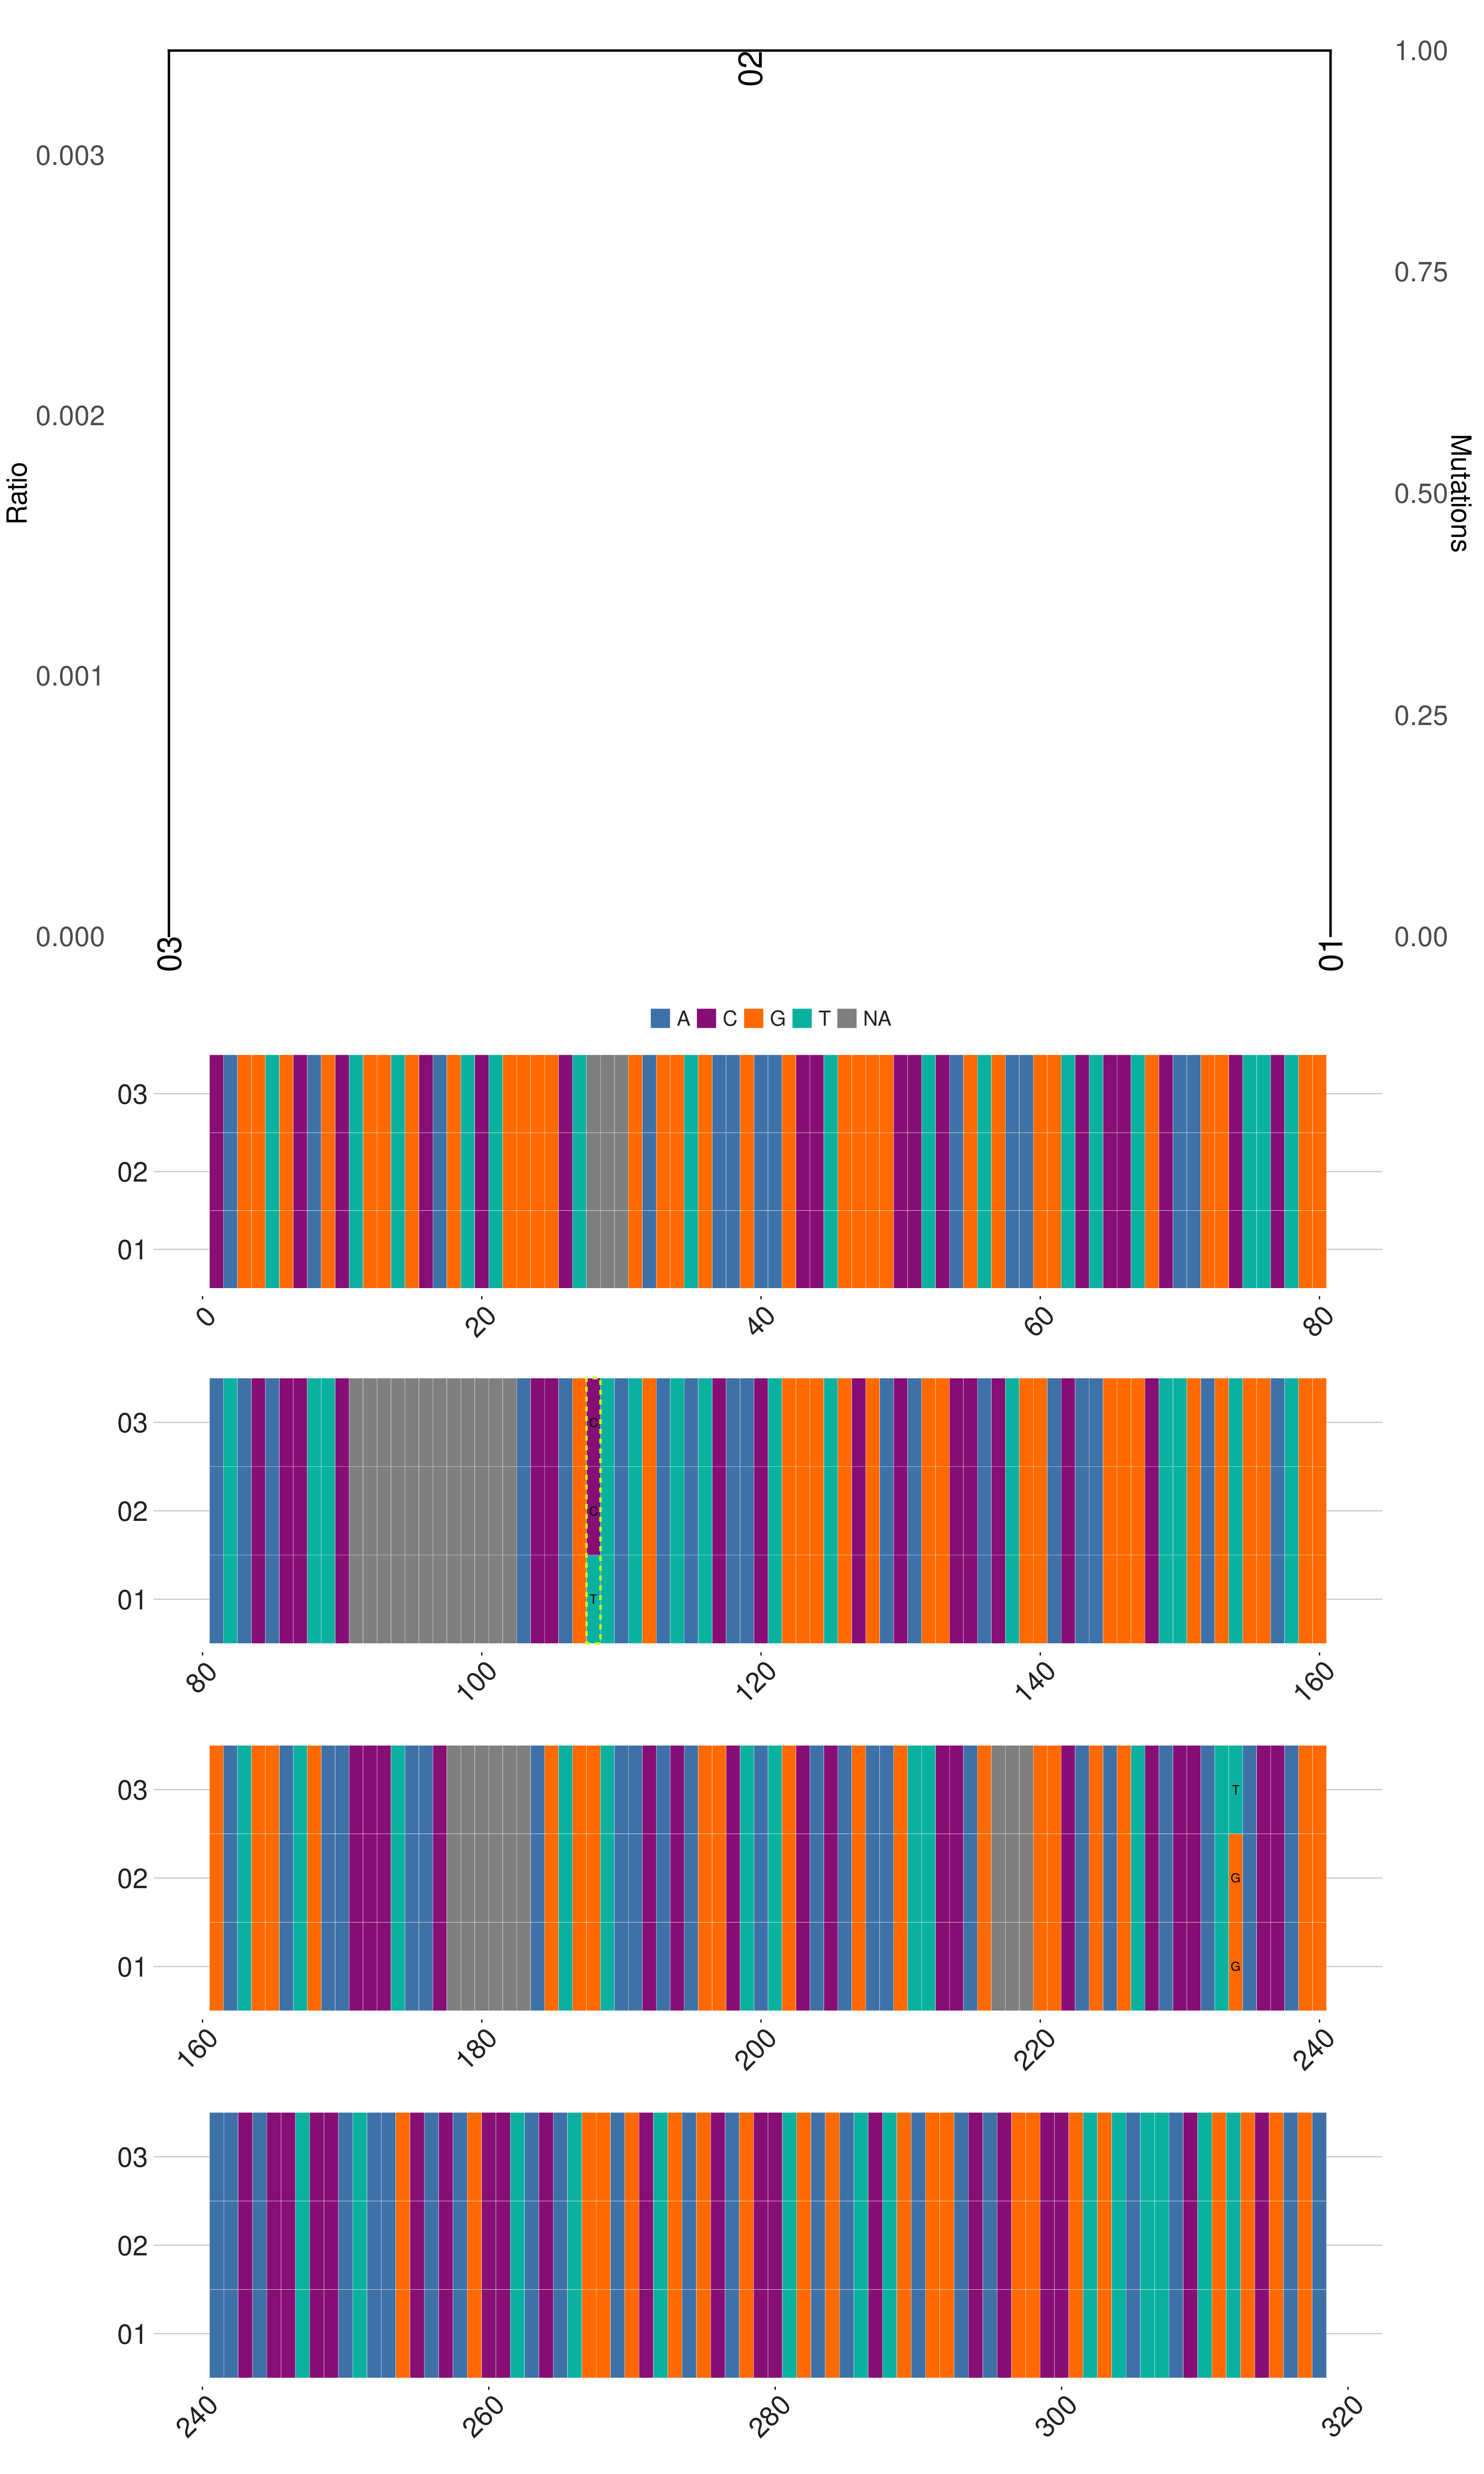 02
1.00
0.003
0.75
0.002
Ratio
0.50
Mutations
0.001
0.25
0.000
03
01
0.00
A C G T NA
03
02
01
0 20 40 60 80
03 C
02 C
01 T
80 100 120 140 160
03 T
02 G
01 G
160 180 200 220 240
03
02
01
240 260 280 300 320